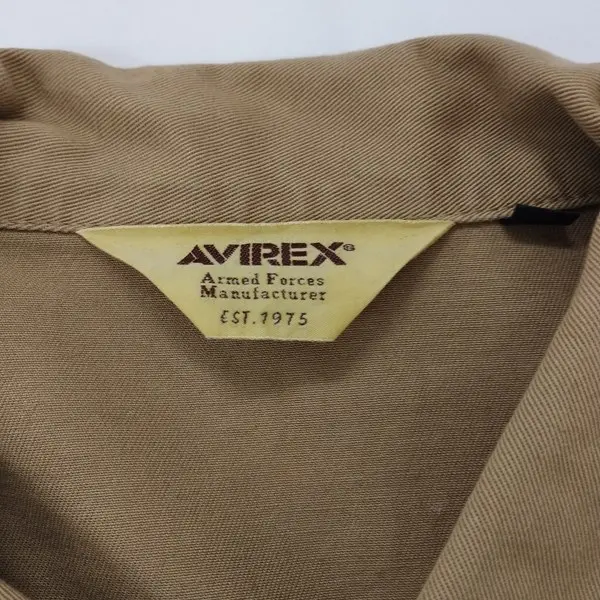 AVIREX®
Armed Forces
Manufacturer
EST.1975